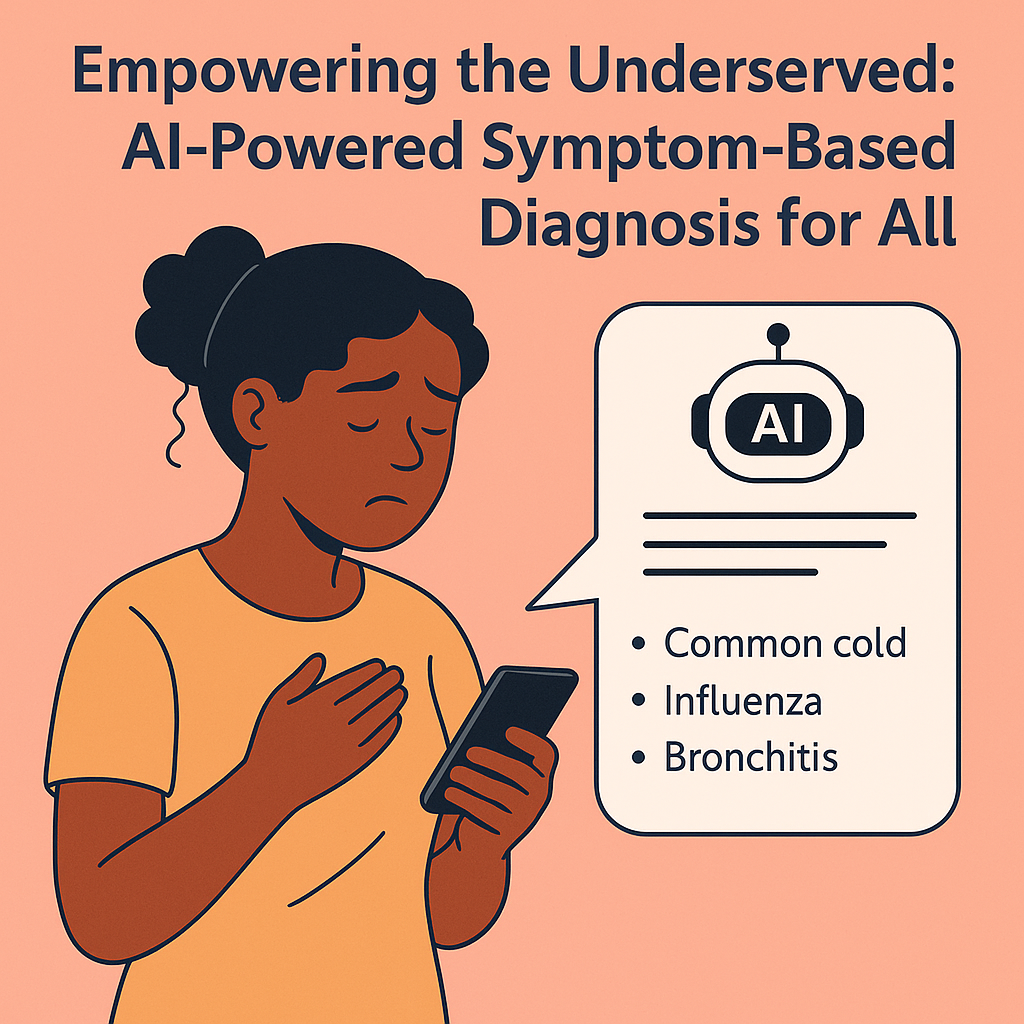 Empowering the Underserved:
AI-Powered Symptom-Based
Diagnosis for All
AI
• Common cold
• Influenza
• Bronchitis